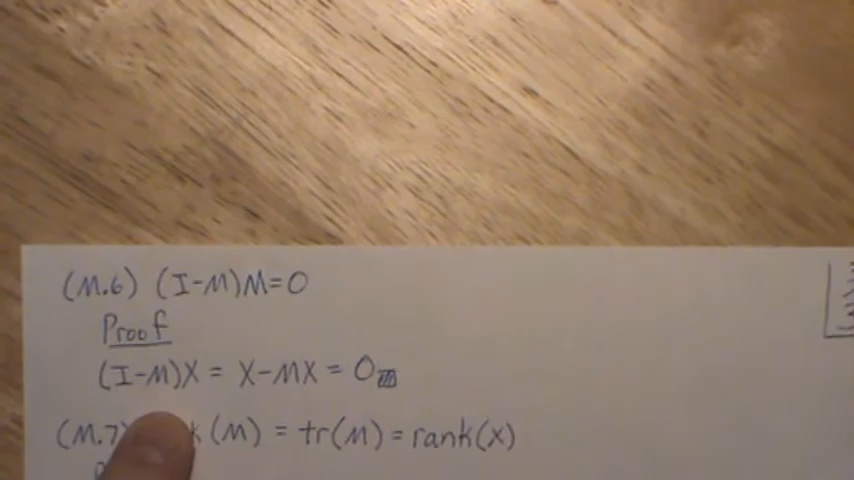 (M.6) (I-M)M=0
Proof
(I-M)X = X-MX = 0
(M.7) (M) = tr(M) = rank(X)